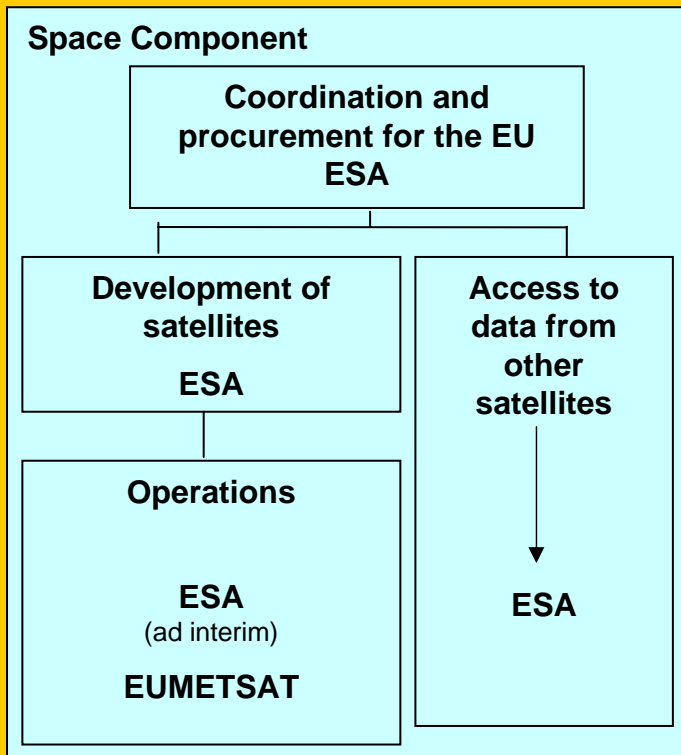 Space Component
Coordination and
procurement for the EU
ESA
Development of
satellites
ESA
Access to
data from
other
satellites
ESA
Operations
ESA
(ad interim)
EUMETSAT